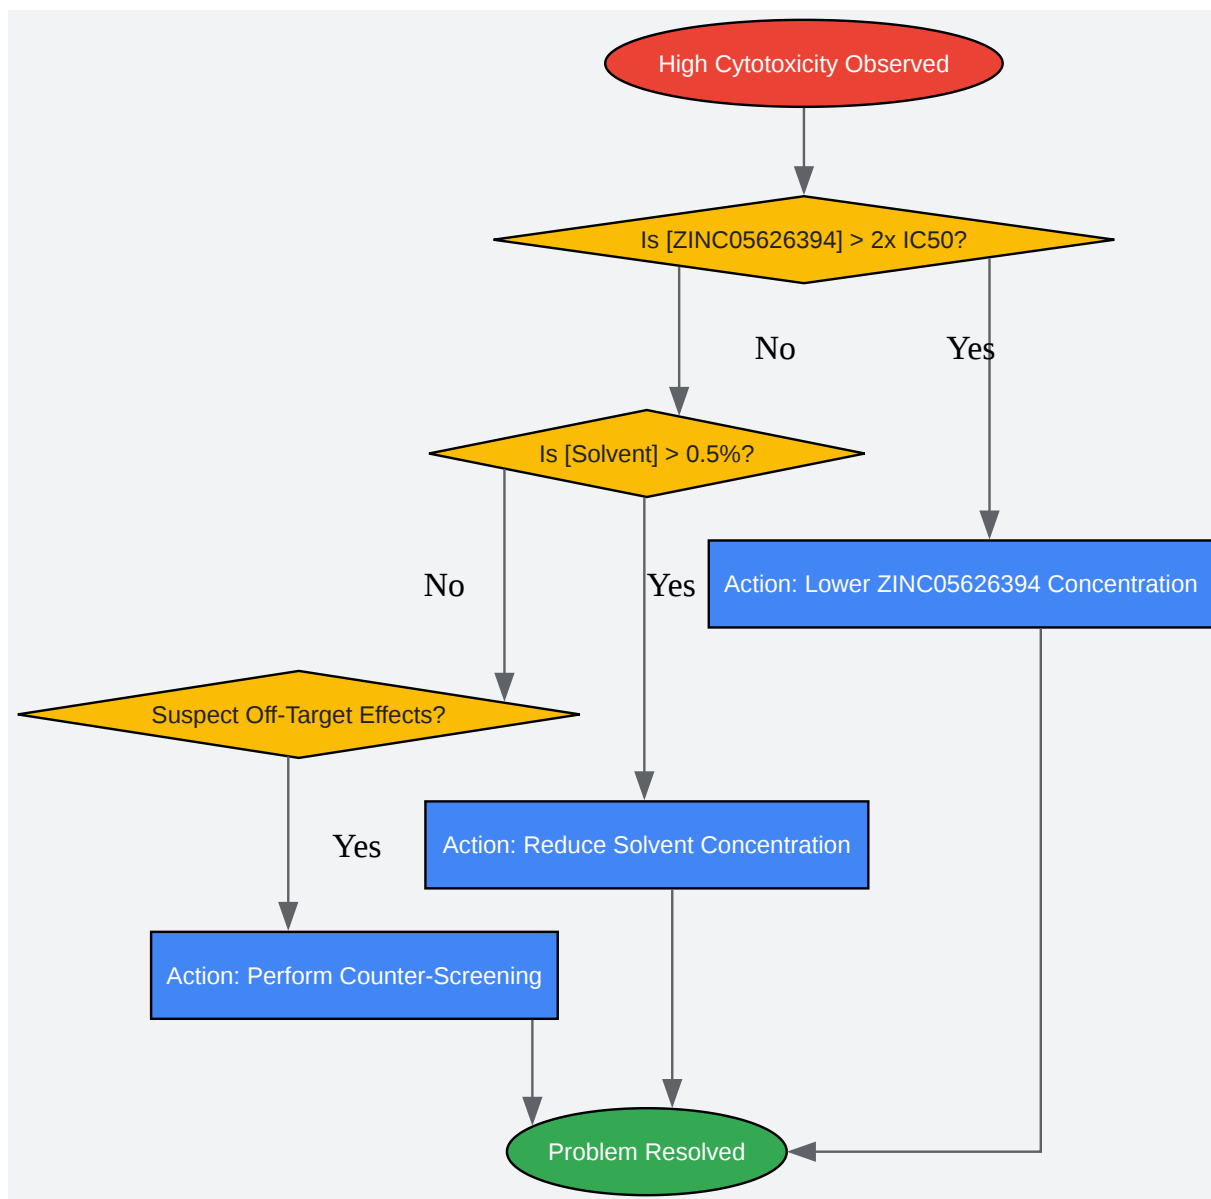 High Cytotoxicity Observed
Is [ZINC05626394] > 2x IC50?
No
Yes
Is [Solvent] > 0.5%?
No
Yes
Action: Lower ZINC05626394 Concentration
Suspect Off-Target Effects?
Yes
Action: Reduce Solvent Concentration
Action: Perform Counter-Screening
Problem Resolved